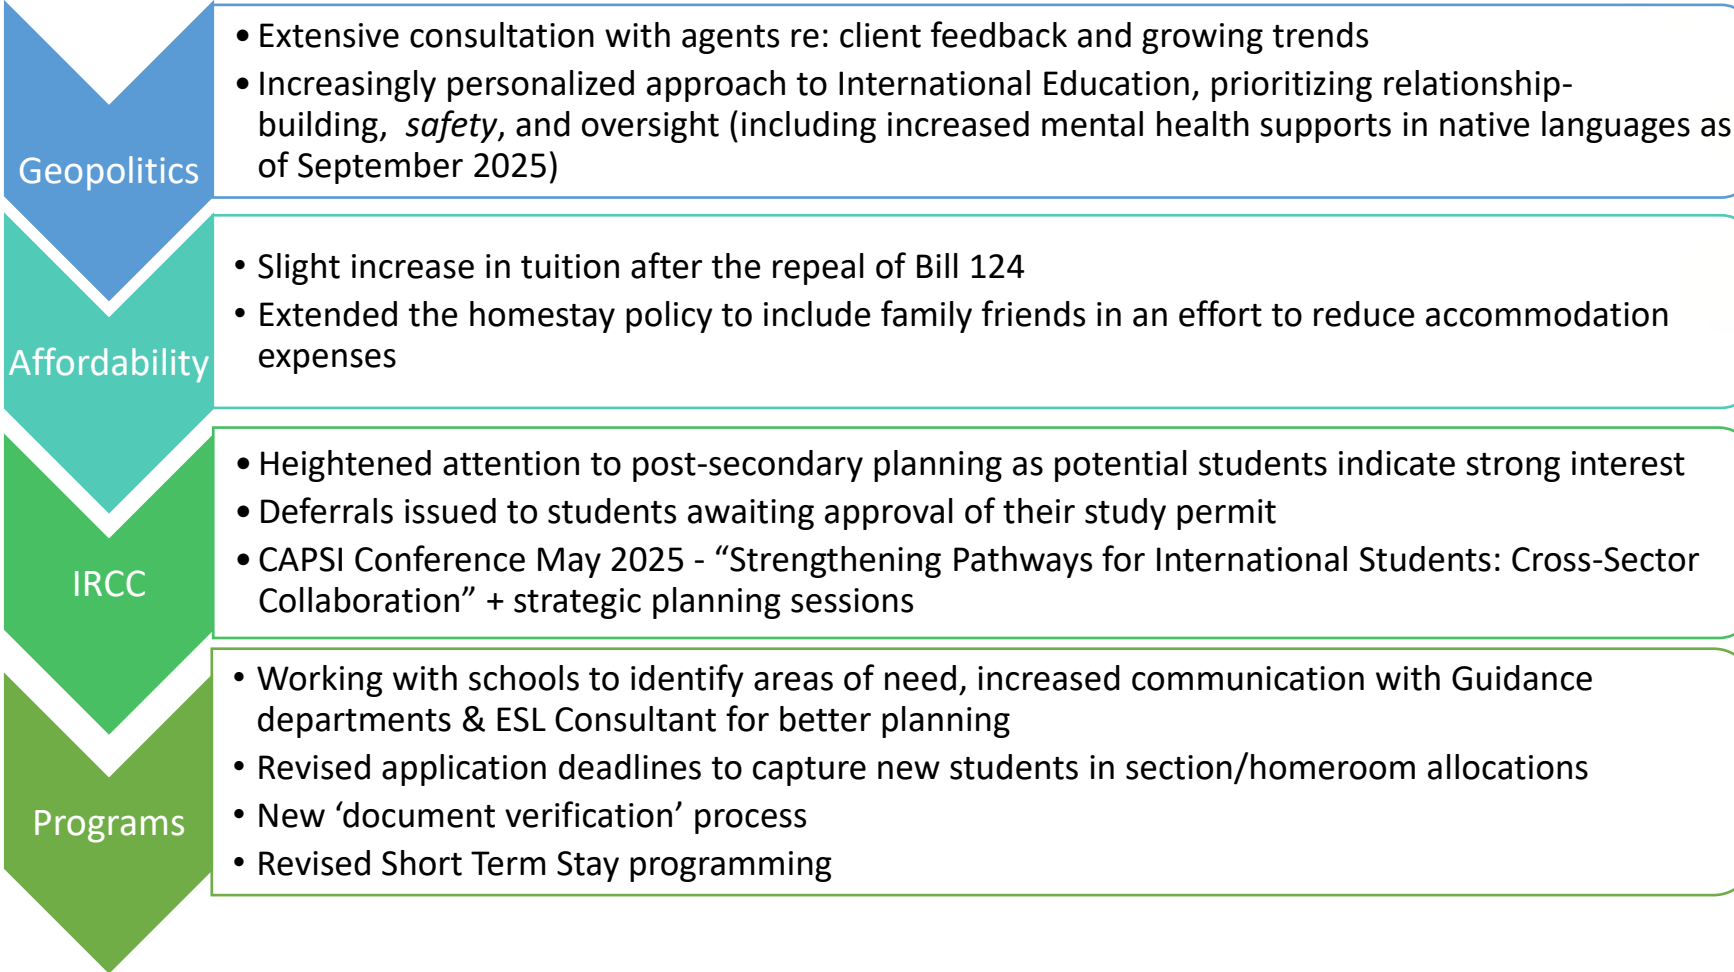 Geopolitics
• Extensive consultation with agents re: client feedback and growing trends
• Increasingly personalized approach to International Education, prioritizing relationship-
building,  safety, and oversight (including increased mental health supports in native languages as
of September 2025)
Affordability
• Slight increase in tuition after the repeal of Bill 124
• Extended the homestay policy to include family friends in an effort to reduce accommodation
expenses
IRCC
• Heightened attention to post-secondary planning as potential students indicate strong interest
• Deferrals issued to students awaiting approval of their study permit
• CAPSI Conference May 2025 - “Strengthening Pathways for International Students: Cross-Sector
Collaboration” + strategic planning sessions
Programs
• Working with schools to identify areas of need, increased communication with Guidance
departments & ESL Consultant for better planning
• Revised application deadlines to capture new students in section/homeroom allocations
• New ‘document verification’ process
• Revised Short Term Stay programming